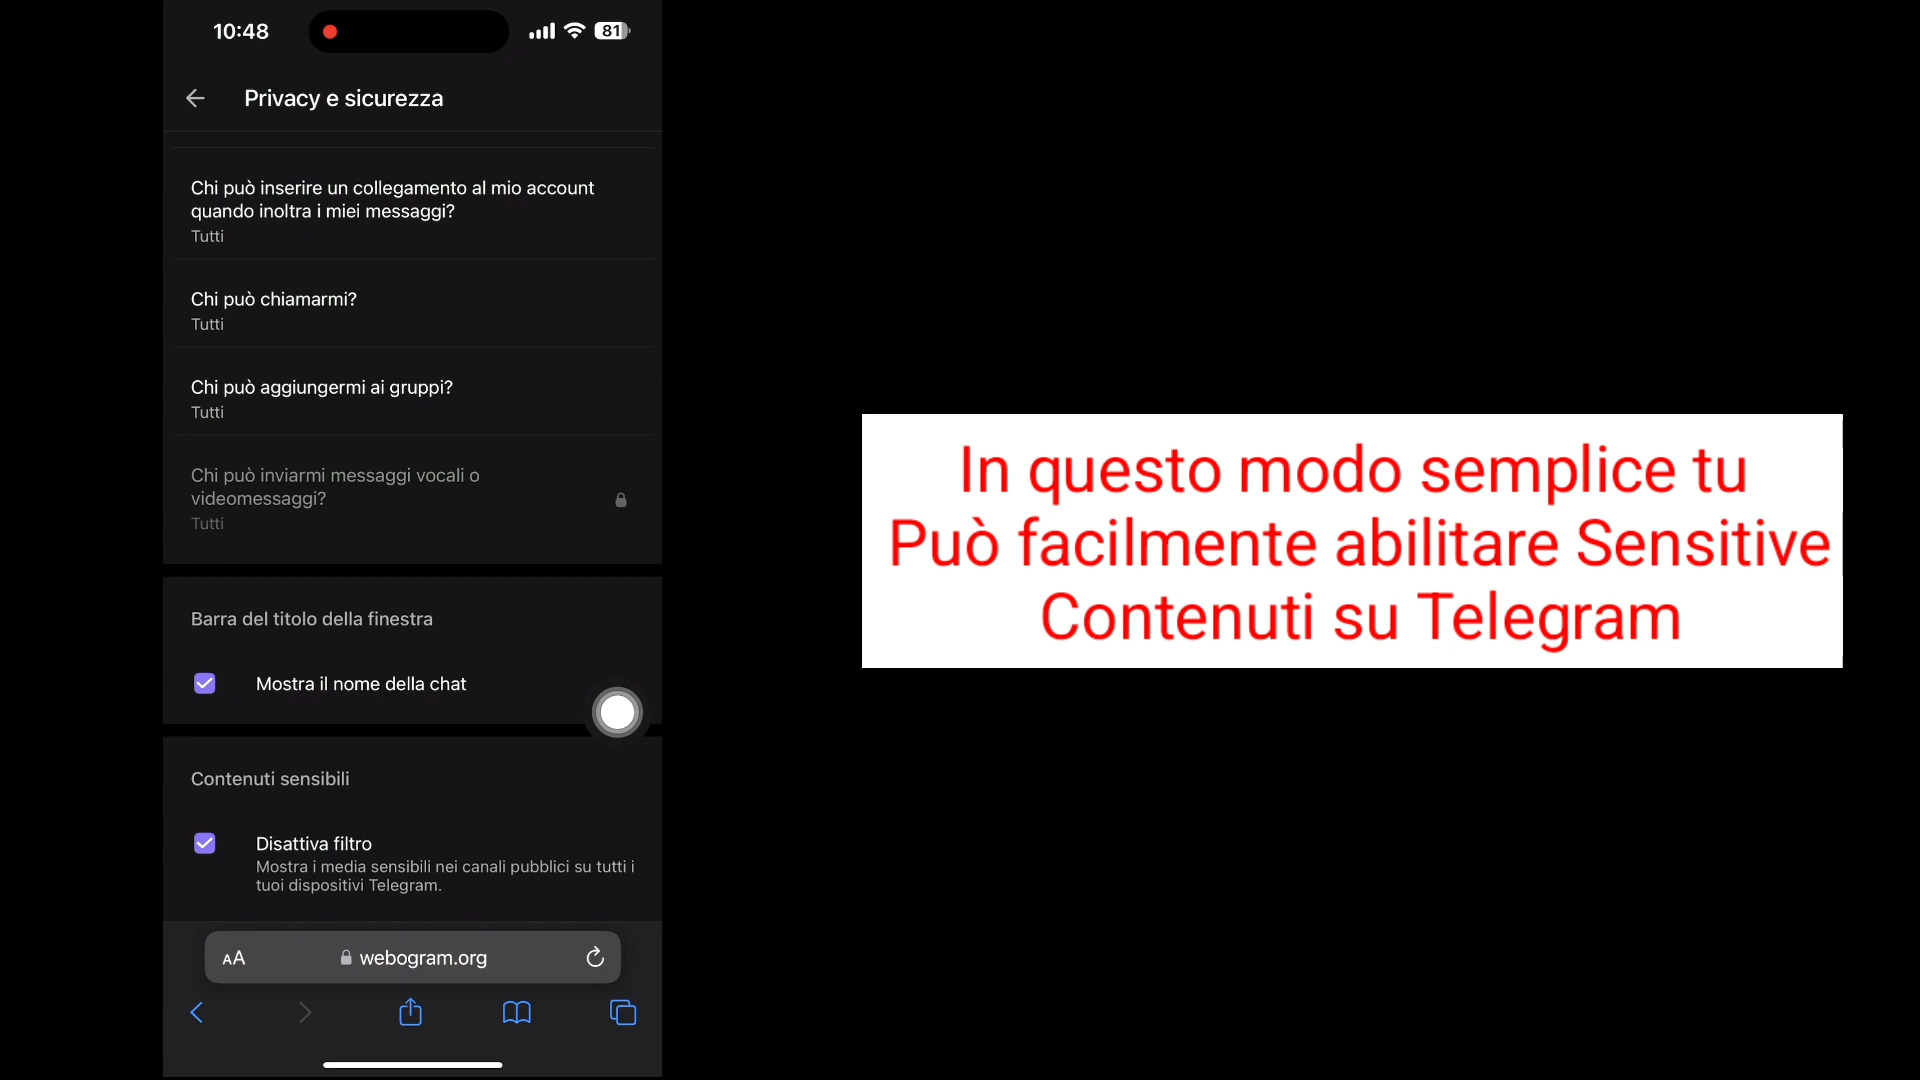 10:48
81
Privacy e sicurezza
Chi può inserire un collegamento al mio account
quando inoltra i miei messaggi?
Tutti
Chi può chiamarmi?
Tutti
Chi può aggiungermi ai gruppi?
Tutti
Chi può inviarmi messaggi vocali o
videomessaggi?
Tutti
Barra del titolo della finestra
Mostra il nome della chat
Contenuti sensibili
Disattiva filtro
Mostra i media sensibili nei canali pubblici su tutti i
tuoi dispositivi Telegram.
AA
webogram.org
In questo modo semplice tu
Può facilmente abilitare Sensitive
Contenuti su Telegram